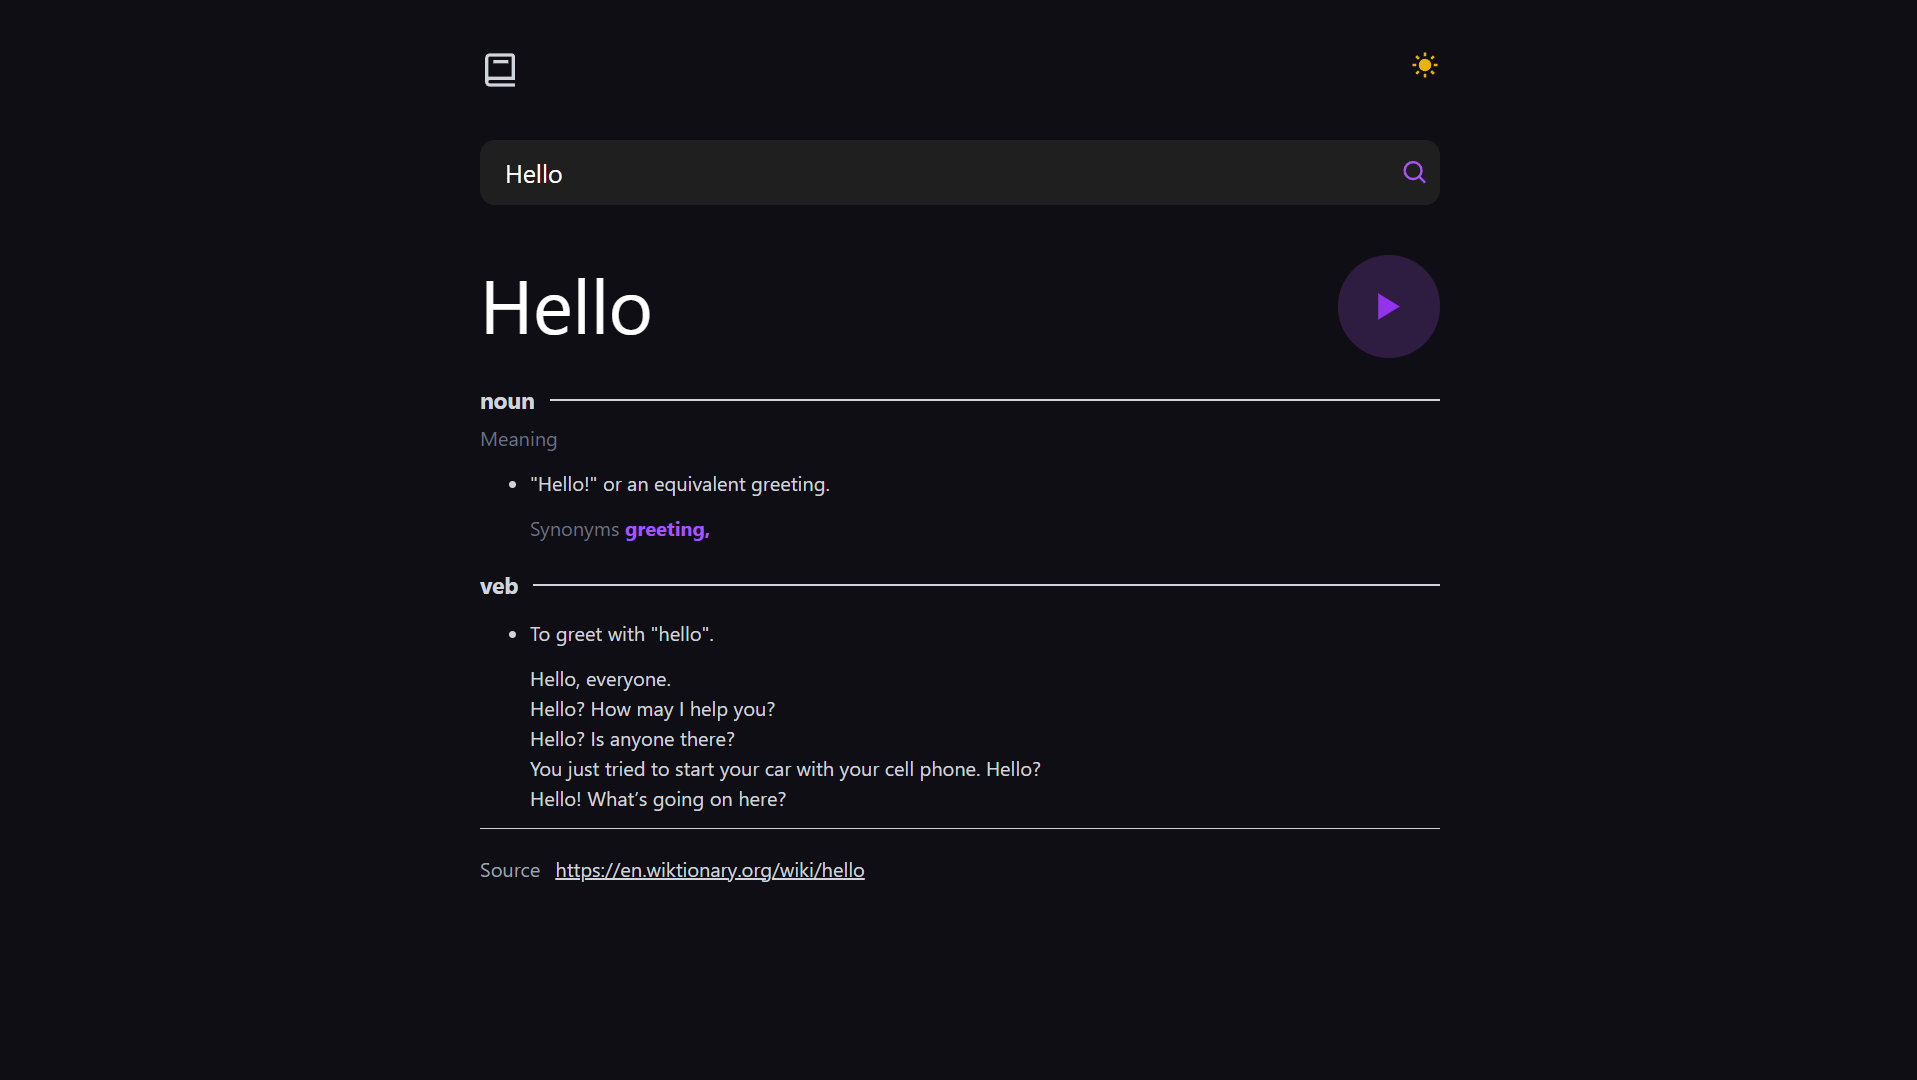 Hello
Hello
noun
Meaning
"Hello!" or an equivalent greeting.
Synonyms greeting,
veb
To greet with "hello".
Hello, everyone.
Hello? How may I help you?
Hello? Is anyone there?
You just tried to start your car with your cell phone. Hello?
Hello! What’s going on here?
Source https://en.wiktionary.org/wiki/hello